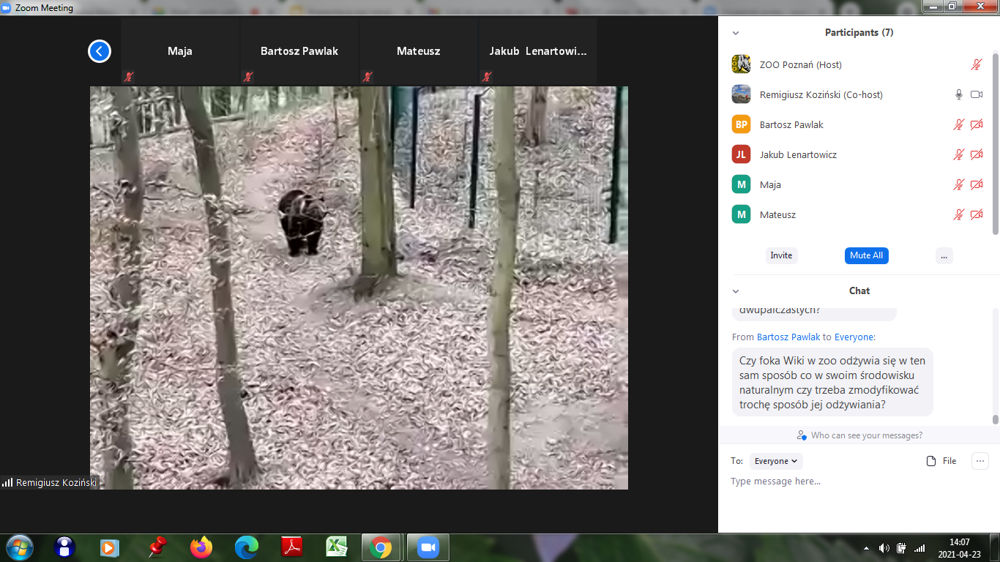 Zoom Meeting
Maja
Bartosz Pawlak
Mateusz
Jakub Lenartowi...
Remigiusz Koziński
Participants (7)
ZOO Poznań (Host)
Remigiusz Koziński (Co-host)
BP Bartosz Pawlak
JL Jakub Lenartowicz
M Maja
M Mateusz
Invite
Mute All
...
Chat
dwupalczastych?
From Bartosz Pawlak to Everyone:
Czy foka Wiki w zoo odżywia się w ten
sam sposób co w swoim środowisku
naturalnym czy trzeba zmodyfikować
trochę sposób jej odżywiania?
Who can see your messages?
To: Everyone
File
Type message here...
14:07
2021-04-23